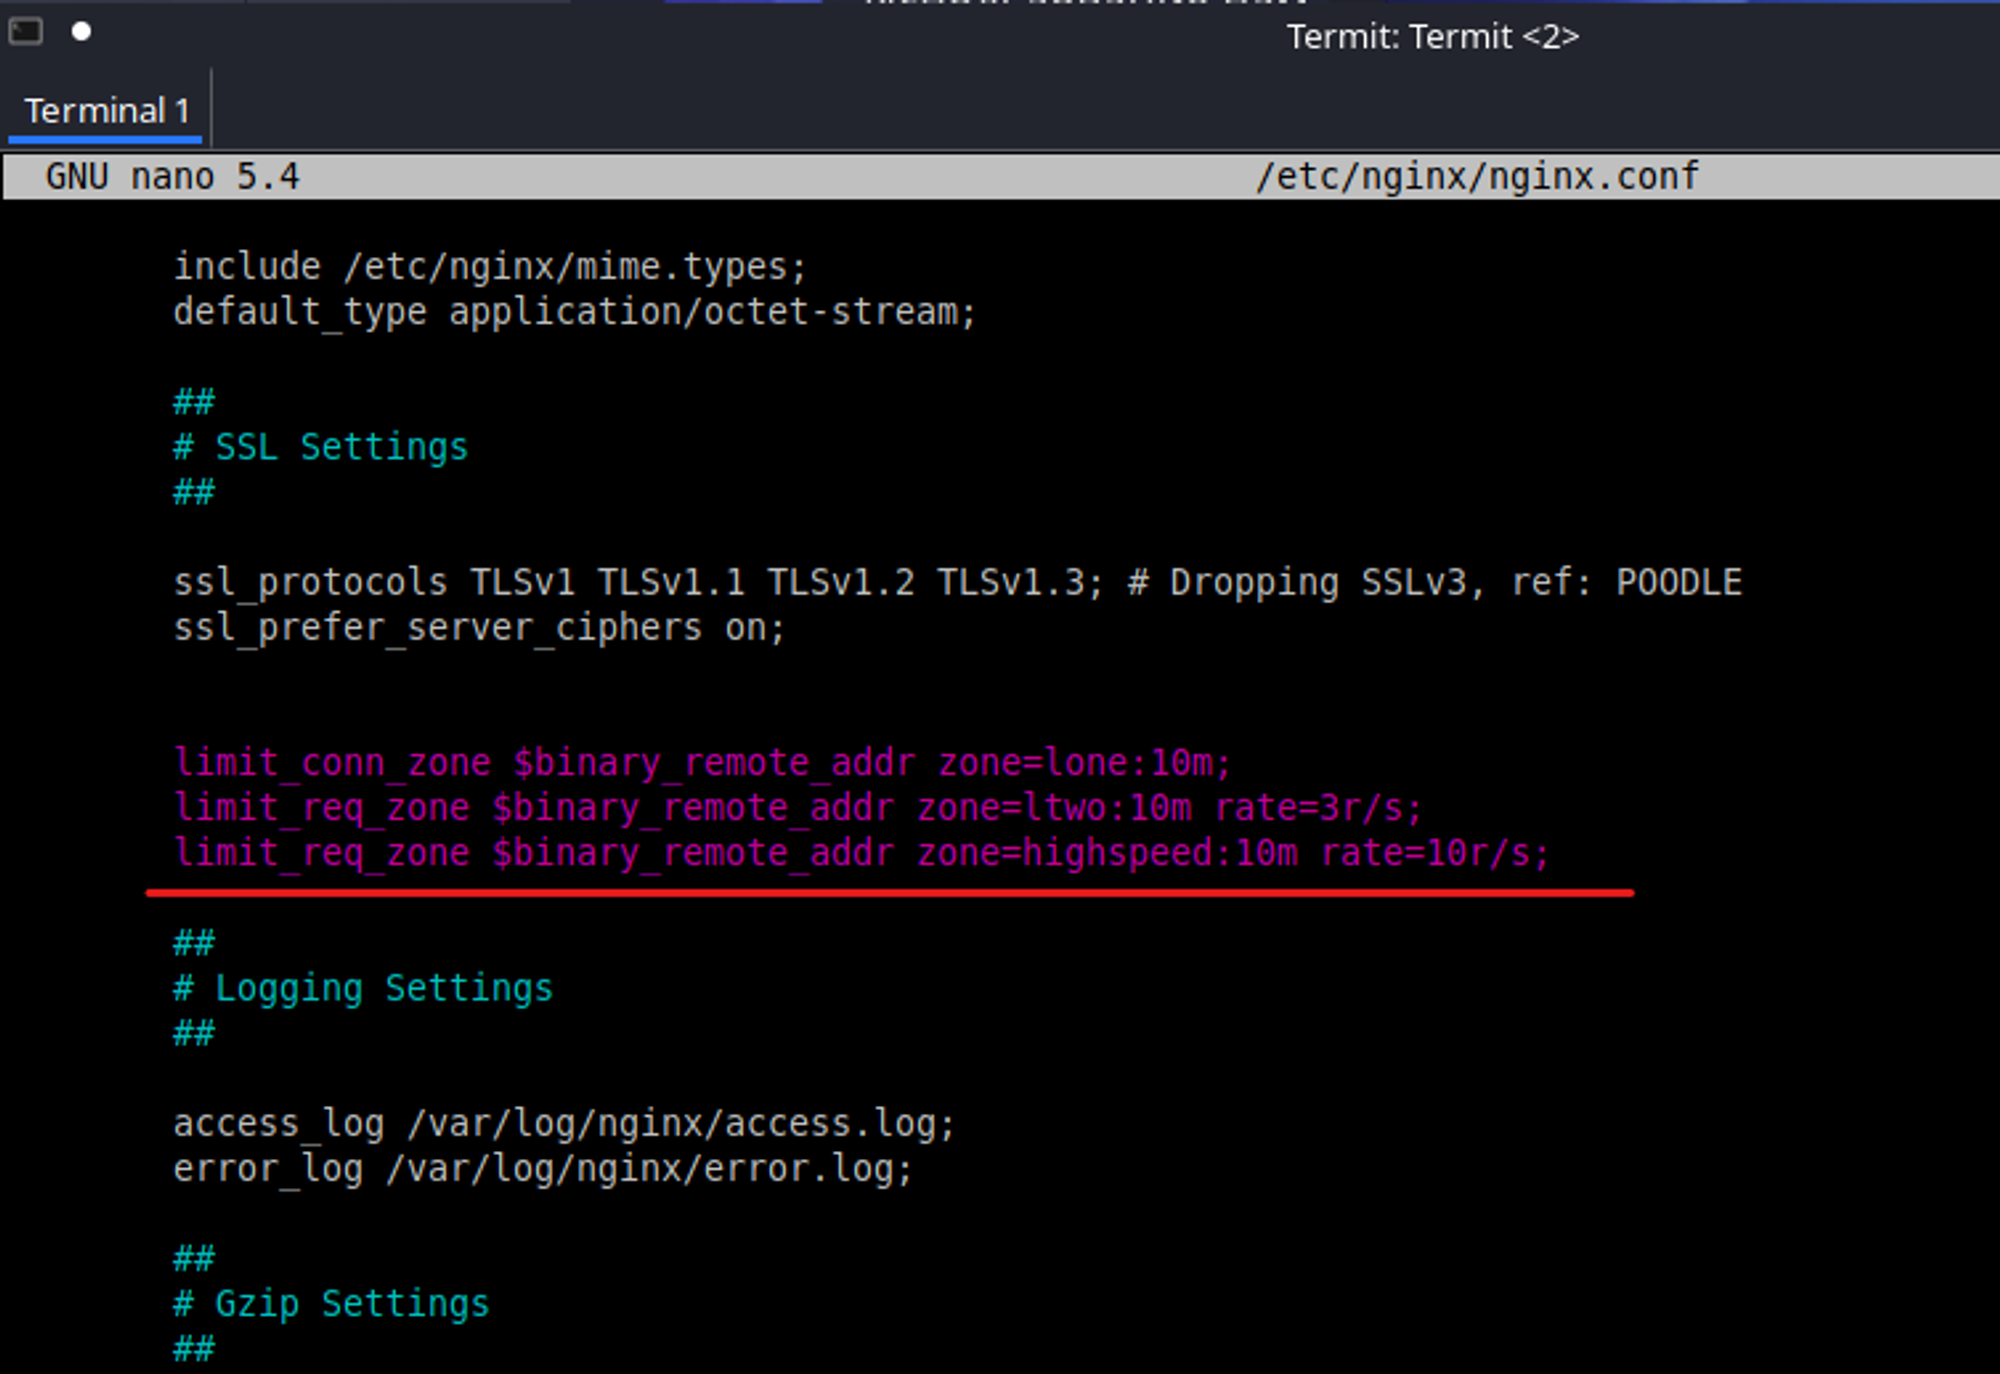 Termit: Termit <2>
Terminal 1
GNU nano 5.4 /etc/nginx/nginx.conf
include /etc/nginx/mime.types;
default_type application/octet-stream;
##
# SSL Settings
##
ssl_protocols TLSv1 TLSv1.1 TLSv1.2 TLSv1.3; # Dropping SSLv3, ref: POODLE
ssl_prefer_server_ciphers on;
limit_conn_zone $binary_remote_addr zone=lone:10m;
limit_req_zone $binary_remote_addr zone=ltwo:10m rate=3r/s;
limit_req_zone $binary_remote_addr zone=highspeed:10m rate=10r/s;
##
# Logging Settings
##
access_log /var/log/nginx/access.log;
error_log /var/log/nginx/error.log;
##
# Gzip Settings
##